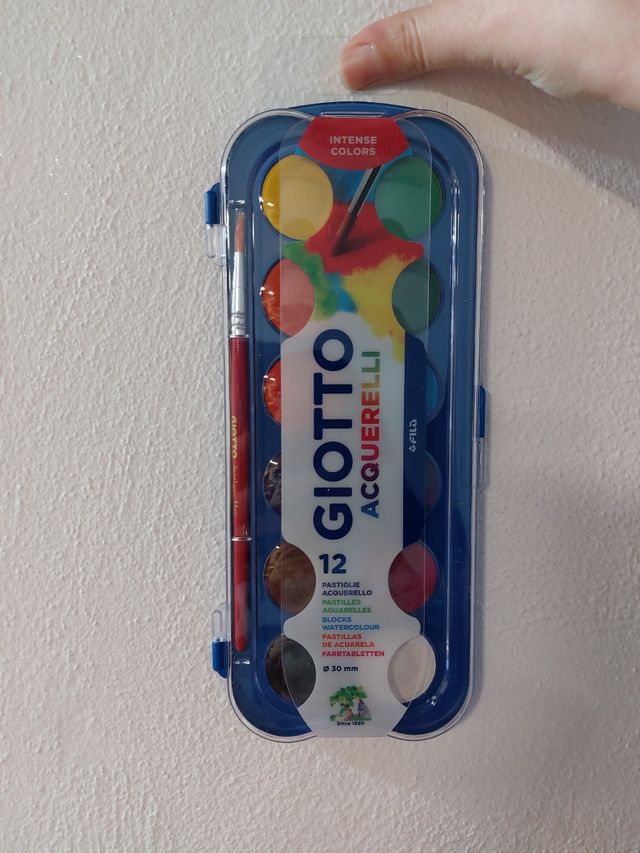 INTENSE
COLORS
GIOTTO
ACQUERELLI
FILA
12
PASTIGLIE
ACQUERELLO
PASTILLES
AQUARELLES
BLOCKS
WATERCOLOUR
PASTILLAS
DE ACUARELA
FARBTABLETTEN
Ø 30 mm
Since 1920
GIOTTO